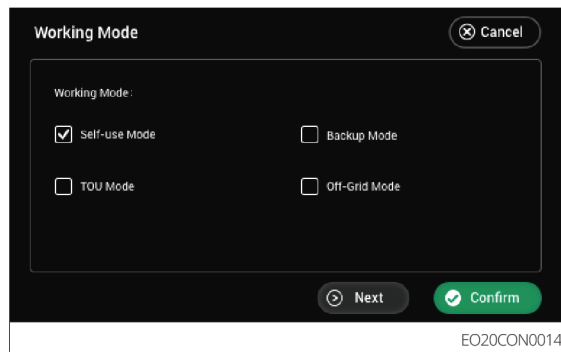 Working Mode
Cancel
Working Mode:
Self-use Mode
Backup Mode
TOU Mode
Off-Grid Mode
Next
Confirm
EO20CON0014